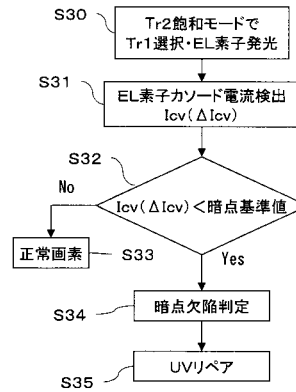 S30
Tr2飽和モードで
Tr1選択・EL素子発光
S31
EL素子カソード電流検出
Icv(ΔIcv)
S32
No
Icv(ΔIcv)<暗点基準値
正常画素
S33
Yes
S34
暗点欠陥判定
S35
UVリペア